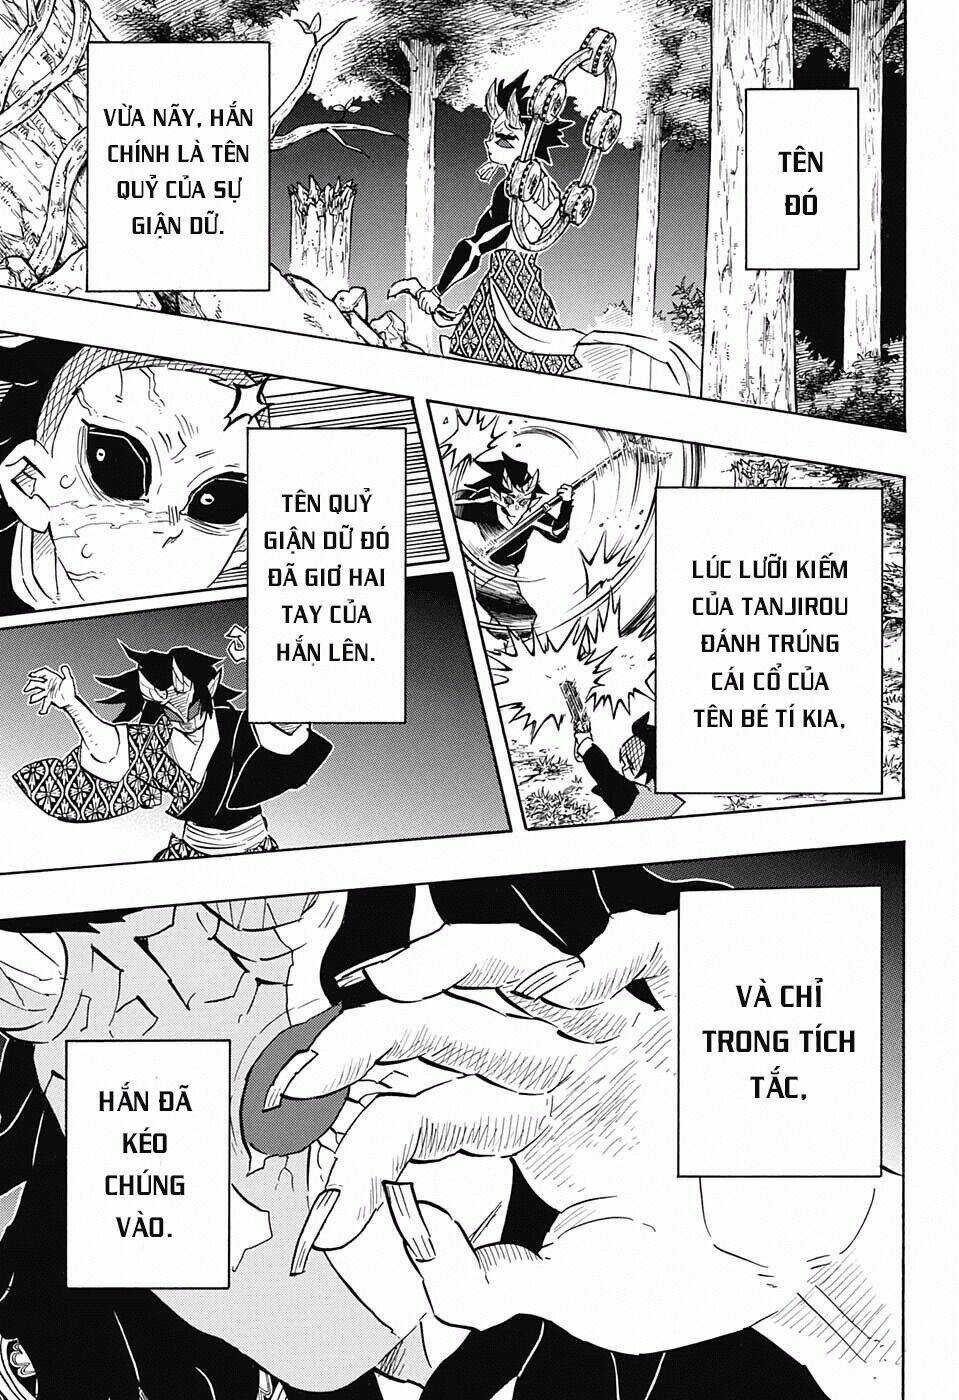 TÊN
ĐÓ
VỪA NÃY, HẮN
CHÍNH LÀ TÊN
QUỶ CỦA SỰ
GIẬN DỮ.
LÚC LƯỠI KIẾM
CỦA TANJIROU
ĐÁNH TRÚNG
CÁI CỔ CỦA
TÊN BÉ TÍ KIA,
TÊN QUỶ
GIẬN DỮ ĐÓ
ĐÃ GIƠ HAI
TAY CỦA
HẮN LÊN.
VÀ CHỈ
TRONG TÍCH
TẮC,
HẮN ĐÃ
KÉO
CHÚNG
VÀO.